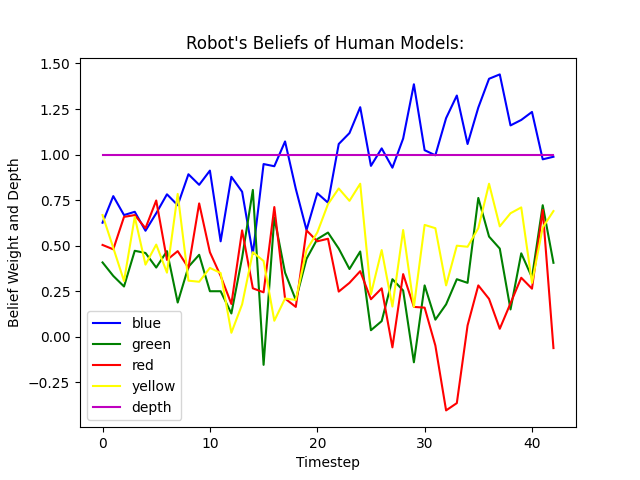 Robot's Beliefs of Human Models:
Belief Weight and Depth
1.50
1.25
1.00
0.75
0.50
0.25
0.00
−0.25
blue
green
red
yellow
depth
0 10 20 30 40
Timestep